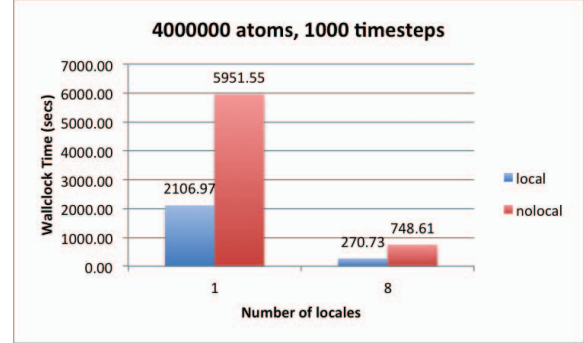 4000000 atoms, 1000 timesteps
Wallclock Time (secs)
7000.00
6000.00
5000.00
4000.00
3000.00
2000.00
1000.00
0.00
2106.97
5951.55
270.73
748.61
1
8
Number of locales
local
nolocal